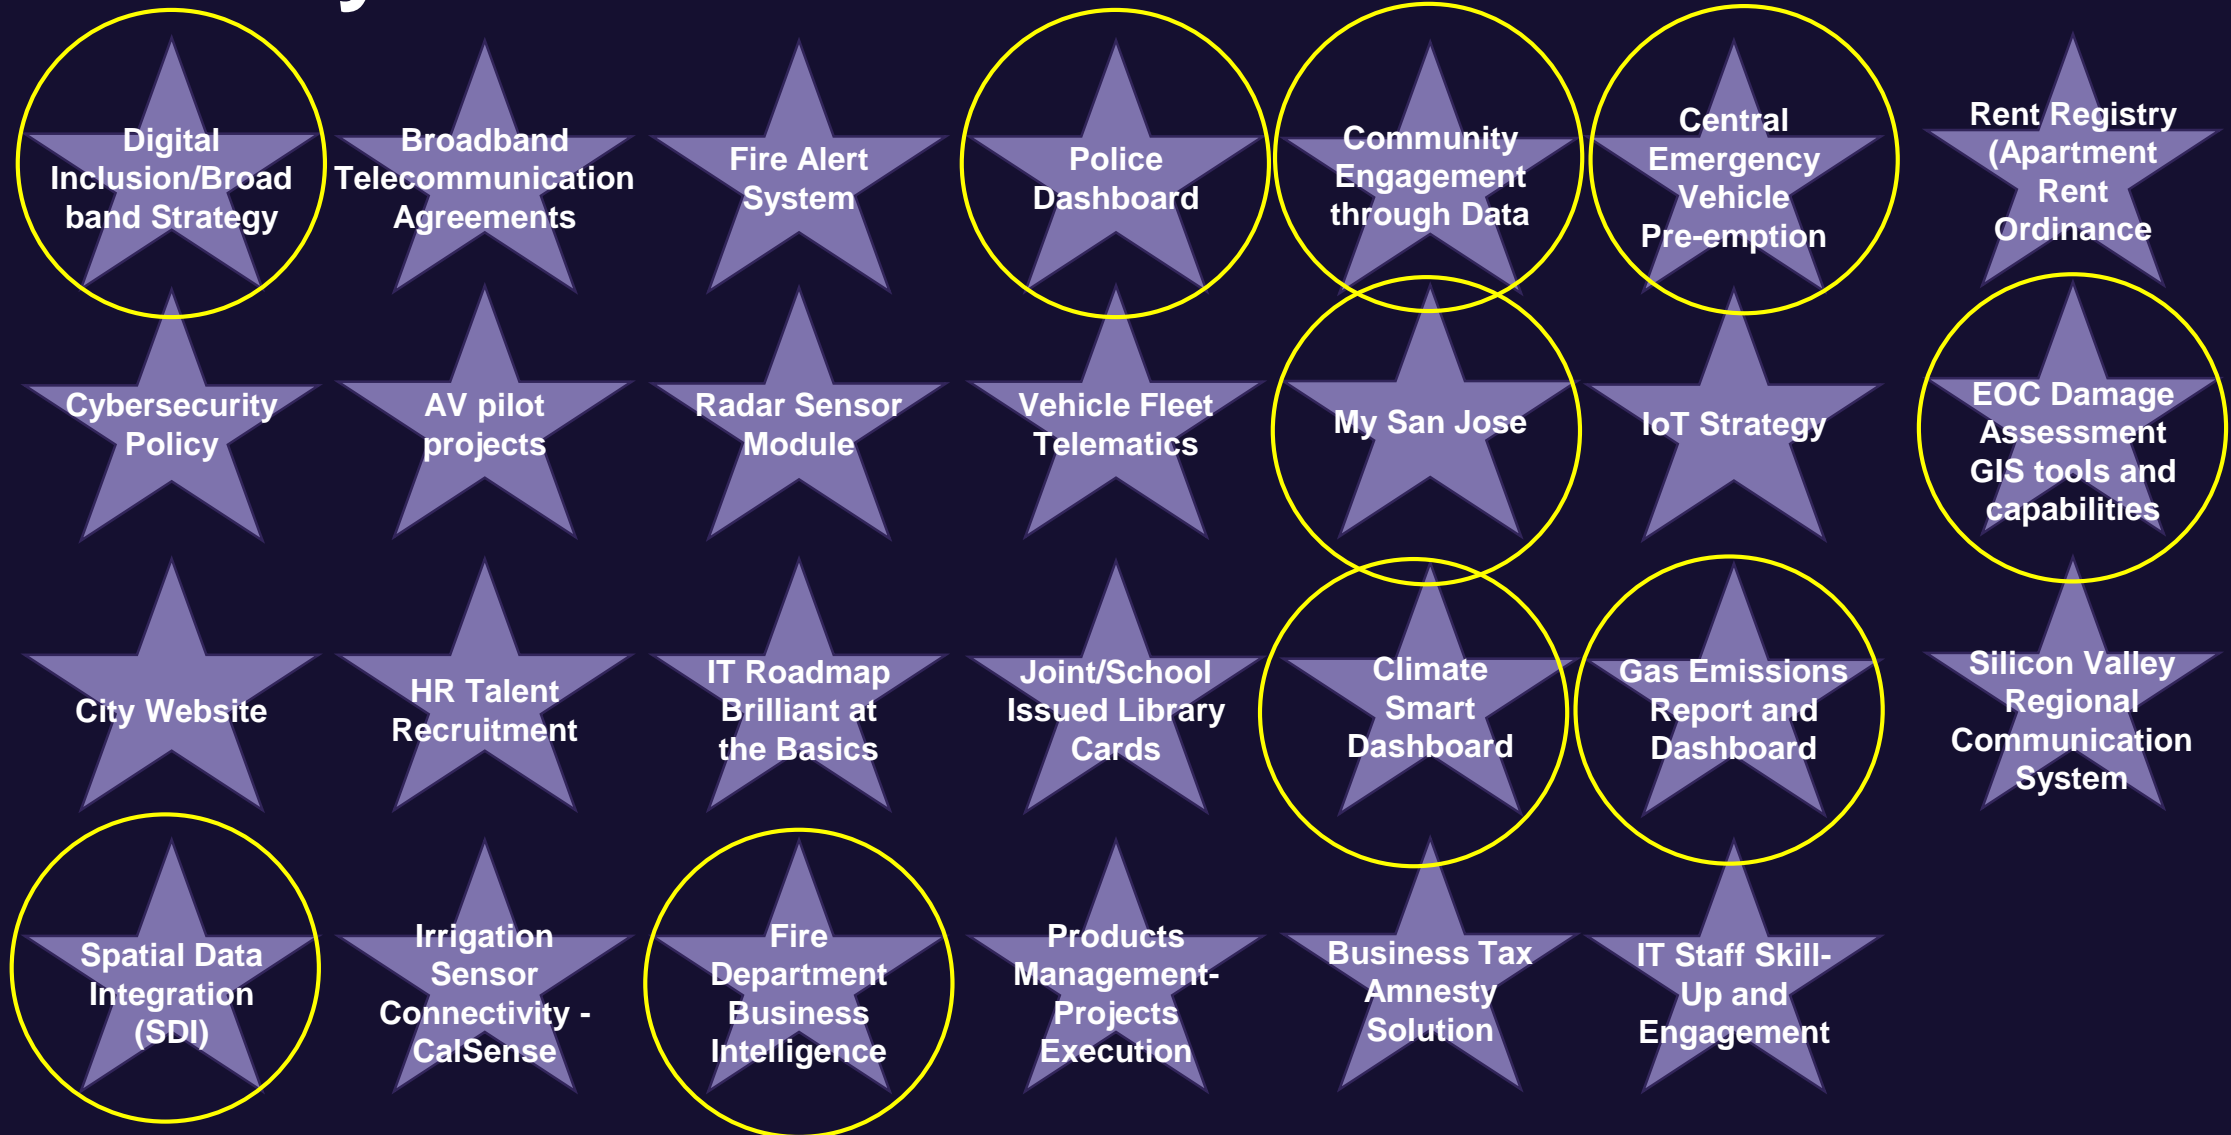 Digital
Inclusion/Broad
band Strategy
Broadband
Telecommunication
Agreements
Fire Alert
System
Police
Dashboard
Community
Engagement
through Data
Central
Emergency
Vehicle
Pre-emption
Rent Registry
(Apartment
Rent
Ordinance
Cybersecurity
Policy
AV pilot
projects
Radar Sensor
Module
Vehicle Fleet
Telematics
My San Jose
IoT Strategy
EOC Damage
Assessment
GIS tools and
capabilities
City Website
HR Talent
Recruitment
IT Roadmap
Brilliant at
the Basics
Joint/School
Issued Library
Cards
Climate
Smart
Dashboard
Gas Emissions
Report and
Dashboard
Silicon Valley
Regional
Communication
System
Spatial Data
Integration
(SDI)
Irrigation
Sensor
Connectivity -
CalSense
Fire
Department
Business
Intelligence
Products
Management-
Projects
Execution
Business Tax
Amnesty
Solution
IT Staff Skill-
Up and
Engagement